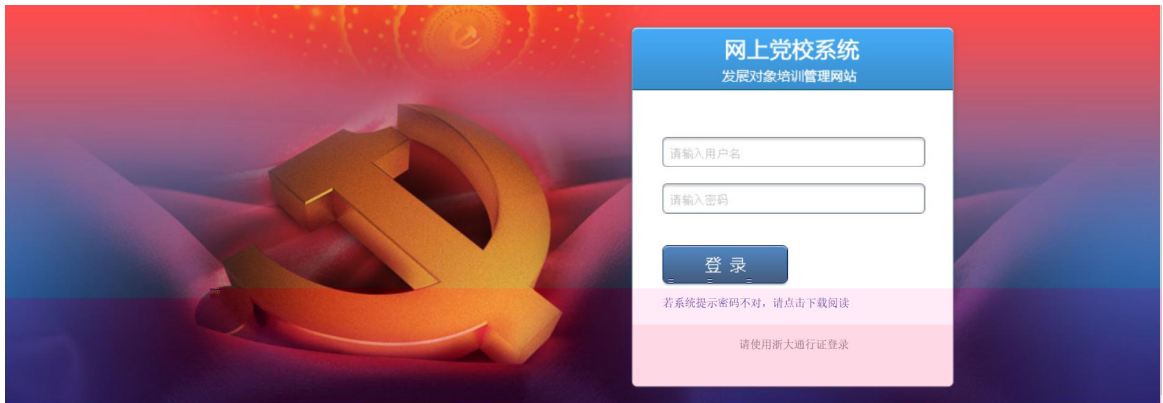 网上党校系统
发展对象培训管理网站
请输入用户名
请输入密码
登 录
若系统提示密码不对，请点击下载阅读
请使用浙大通行证登录